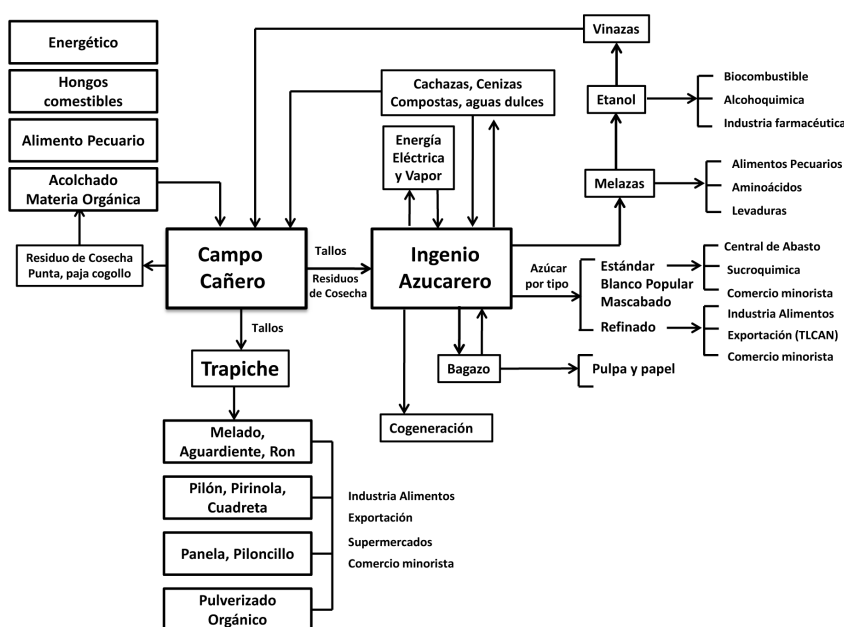 Energético
Hongos
comestibles
Alimento Pecuario
Acolchado
Materia Orgánica
Residuo de Cosecha
Punta, paja cogollo
Campo
Cañero
Tallos
Residuos
de Cosecha
Cachazas, Cenizas
Compostas, aguas dulces
Energía
Eléctrica
y Vapor
Ingenio
Azucarero
Vinazas
Etanol
Biocombustible
Alcohoquimica
Industria farmacéutica
Melazas
Alimentos Pecuarios
Aminoácidos
Levaduras
Azúcar
por tipo
Estándar
Blanco Popular
Mascabado
Refinado
Central de Abasto
Sucroquimica
Comercio minorista
Industria Alimentos
Exportación (TLCAN)
Comercio minorista
Bagazo
Pulpa y papel
Cogeneración
Tallos
Trapiche
Melado,
Aguardiente, Ron
Pilón, Pirinola,
Cuadreta
Panela, Piloncillo
Pulverizado
Orgánico
Industria Alimentos
Exportación
Supermercados
Comercio minorista